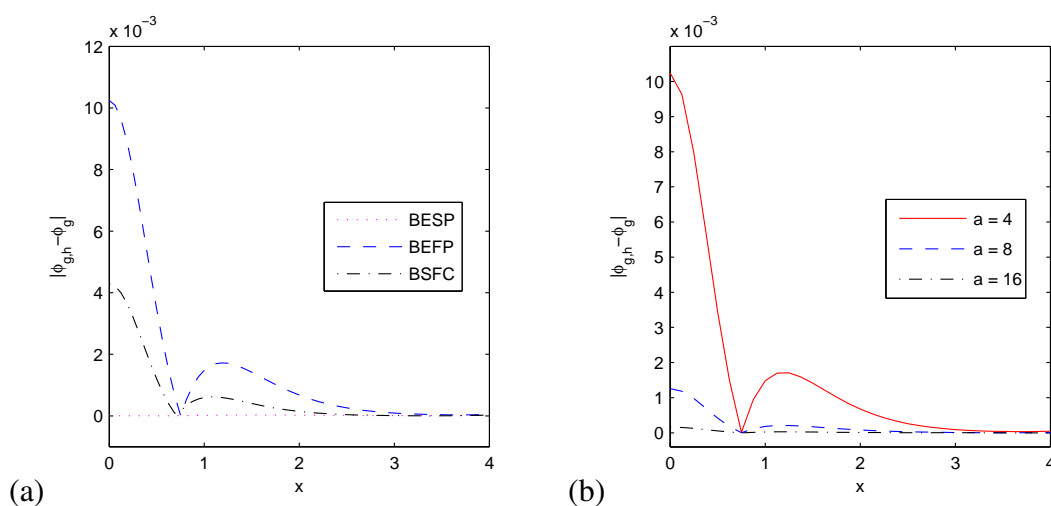 x 10⁻³
12
10
8
6
4
2
0
|ϕg,h−ϕg|
BESP
BEFP
BSFC
0 1 2 3 4
x
(a)
x 10⁻³
10
9
8
7
6
5
4
3
2
1
0
|ϕg,h−ϕg|
a = 4
a = 8
a = 16
0 1 2 3 4
x
(b)